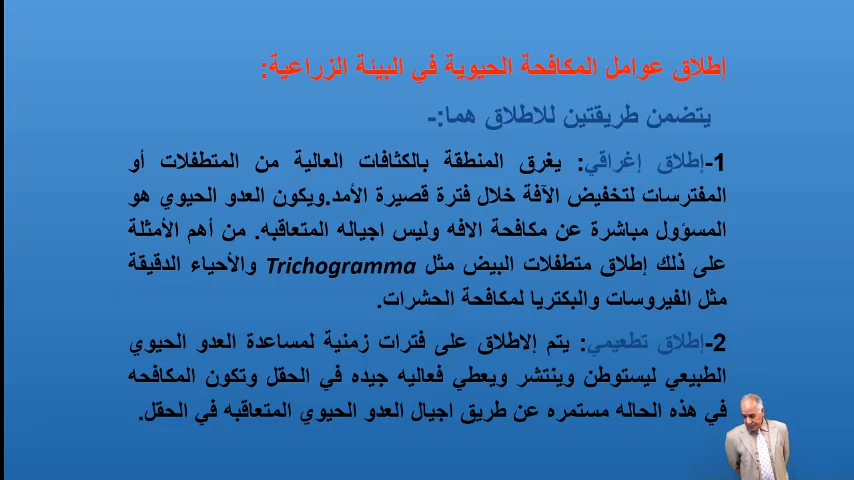 إطلاق عوامل المكافحة الحيوية في البيئة الزراعية:
يتضمن طريقتين للاطلاق هما:-
1-إطلاق إغراقي: يغرق المنطقة بالكثافات العالية من المتطفلات أو
المفترسات لتخفيض الآفة خلال فترة قصيرة الأمد.ويكون العدو الحيوي هو
المسؤول مباشرة عن مكافحة الافه وليس اجياله المتعاقبه. من أهم الأمثلة
على ذلك إطلاق متطفلات البيض مثل Trichogramma والأحياء الدقيقة
مثل الفيروسات والبكتريا لمكافحة الحشرات.
2-إطلاق تطعيمي: يتم إلاطلاق على فترات زمنية لمساعدة العدو الحيوي
الطبيعي ليستوطن وينتشر ويعطي فعاليه جيده في الحقل وتكون المكافحه
في هذه الحاله مستمره عن طريق اجيال العدو الحيوي المتعاقبه في الحقل.